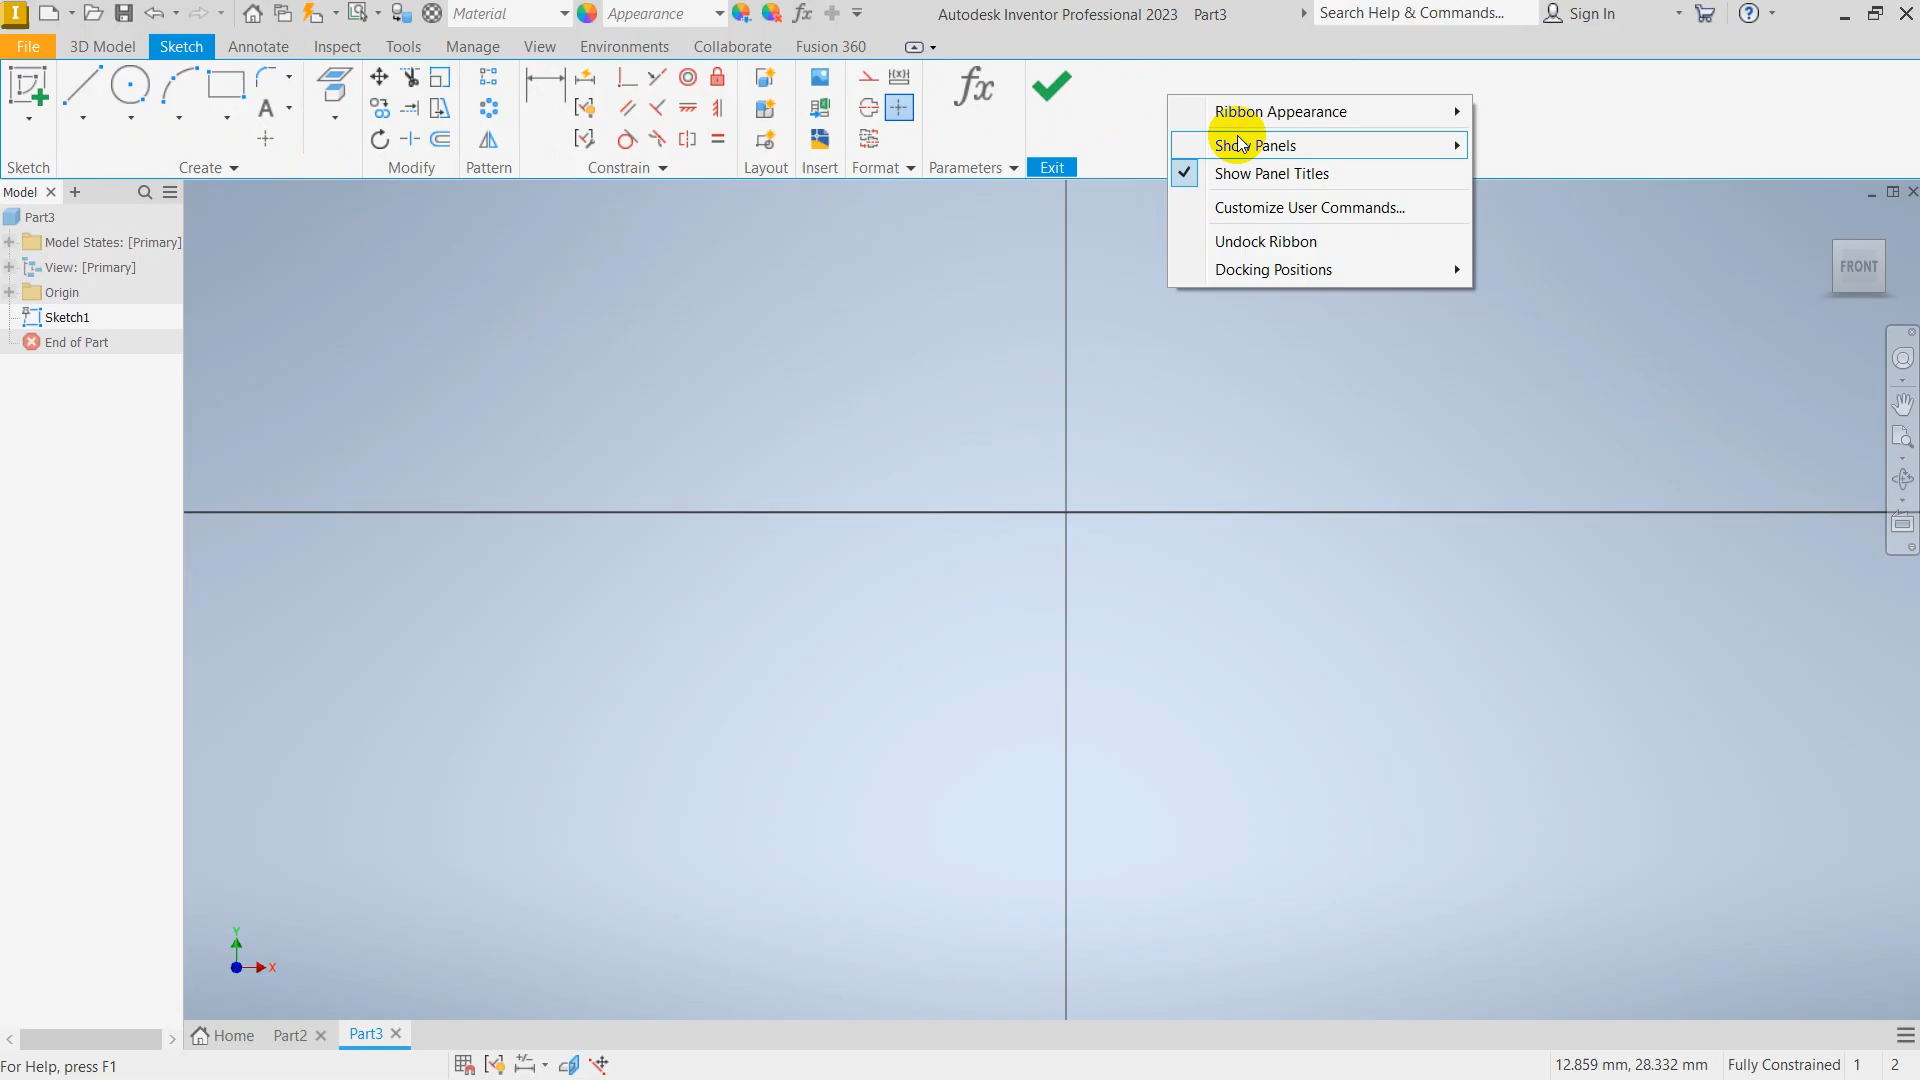 Material
Appearance
Autodesk Inventor Professional 2023 Part3
Search Help & Commands...
Sign In
File
3D Model
Sketch
Annotate
Inspect
Tools
Manage
View
Environments
Collaborate
Fusion 360
Sketch
Create
Modify
Pattern
Constrain
Layout
Insert
Format
Parameters
Exit
Ribbon Appearance
Show Panels
Show Panel Titles
Customize User Commands...
Undock Ribbon
Docking Positions
Model
Part3
Model States: [Primary]
View: [Primary]
Origin
Sketch1
End of Part
FRONT
Y
X
Home
Part2
Part3
For Help, press F1
12.859 mm, 28.332 mm
Fully Constrained
1
2